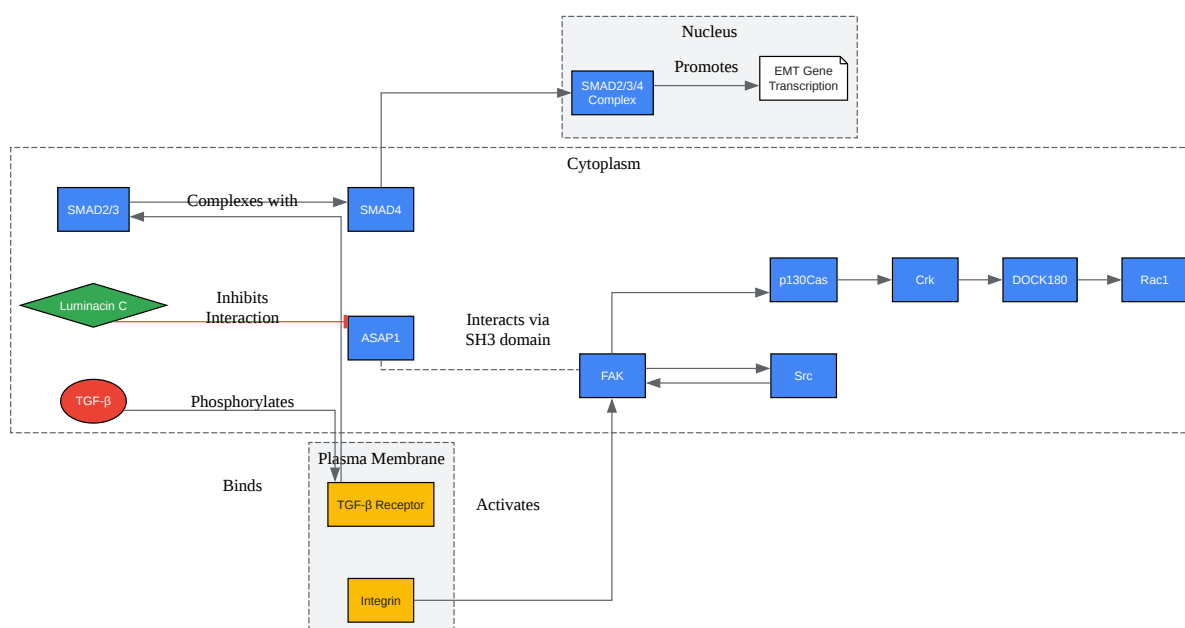 Nucleus
Promotes
SMAD2/3/4
Complex
EMT Gene
Transcription
Cytoplasm
SMAD2/3
Complexes with
SMAD4
p130Cas
Crk
DOCK180
Rac1
Luminacin C
Inhibits
Interaction
ASAP1
Interacts via
SH3 domain
FAK
Src
TGF-β
Phosphorylates
Plasma Membrane
Binds
TGF-β Receptor
Activates
Integrin